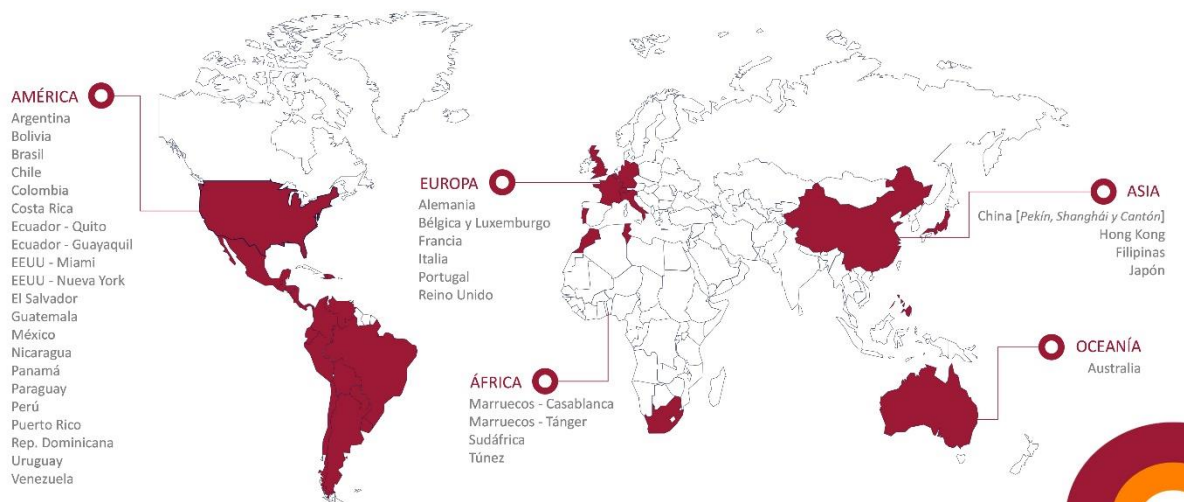 AMÉRICA
Argentina
Bolivia
Brasil
Chile
Colombia
Costa Rica
Ecuador - Quito
Ecuador - Guayaquil
EEUU - Miami
EEUU - Nueva York
El Salvador
Guatemala
México
Nicaragua
Panamá
Paraguay
Perú
Puerto Rico
Rep. Dominicana
Uruguay
Venezuela
EUROPA
Alemania
Bélgica y Luxemburgo
Francia
Italia
Portugal
Reino Unido
ÁFRICA
Marruecos - Casablanca
Marruecos - Tánger
Sudáfrica
Túnez
ASIA
China [Pekín, Shanghái y Cantón]
Hong Kong
Filipinas
Japón
OCEANÍA
Australia